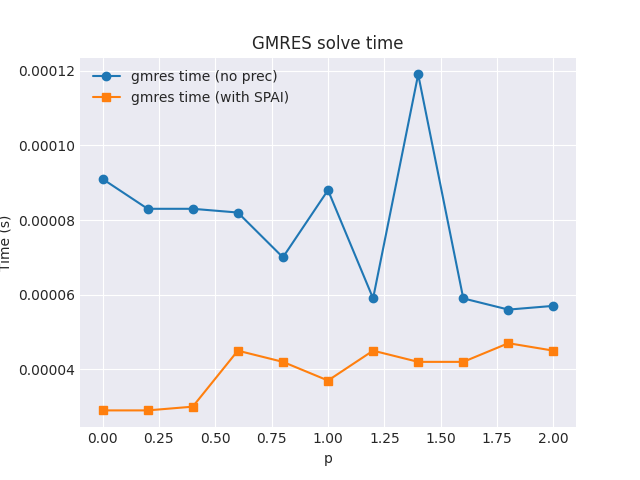 GMRES solve time
gmres time (no prec)
gmres time (with SPAI)
Time (s)
0.00012
0.00010
0.00008
0.00006
0.00004
0.00 0.25 0.50 0.75 1.00 1.25 1.50 1.75 2.00
p